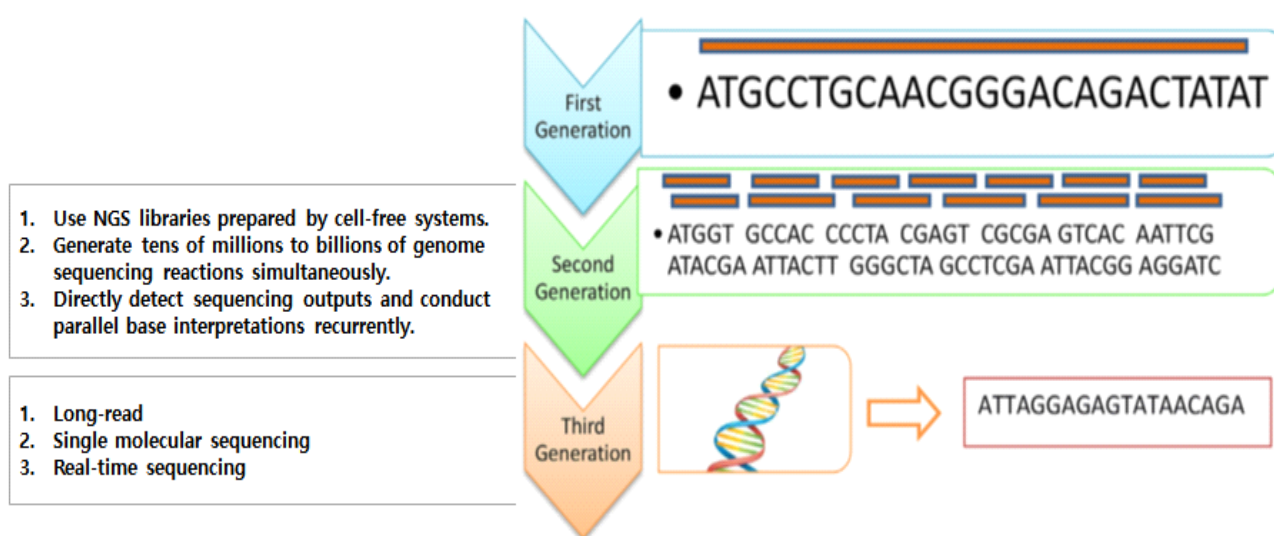 First
Generation
• ATGCCTGCAACGGGACAGACTATAT
1. Use NGS libraries prepared by cell-free systems.
2. Generate tens of millions to billions of genome
sequencing reactions simultaneously.
3. Directly detect sequencing outputs and conduct
parallel base interpretations recurrently.
Second
Generation
• ATGGT GCCAC CCCTA CGAGT CGCGA GTCAC AATTCG
ATACGA ATTACTT GGGCTA GCCTCGA ATTACGG AGGATC
1. Long-read
2. Single molecular sequencing
3. Real-time sequencing
Third
Generation
ATTAGGAGAGTATAACAGA